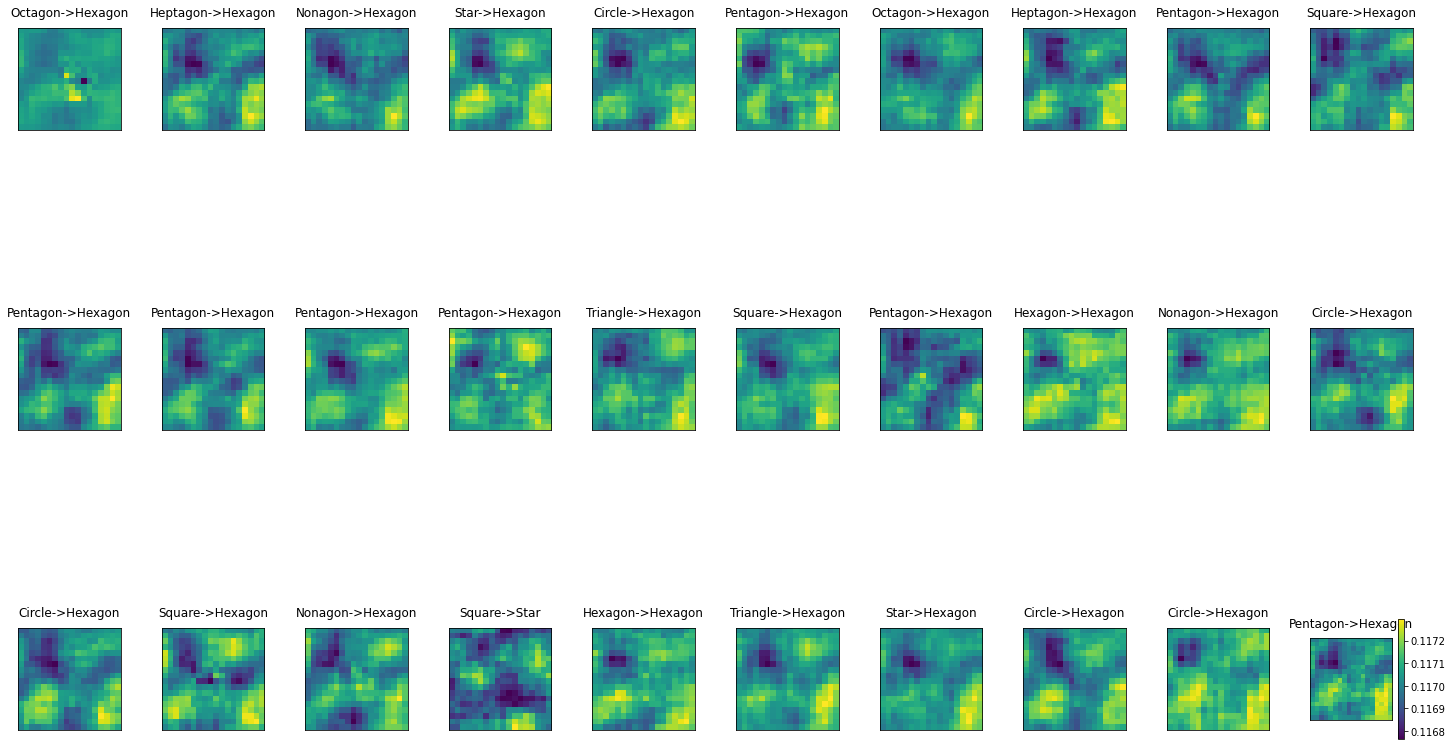 Octagon->Hexagon Heptagon->Hexagon Nonagon->Hexagon Star->Hexagon Circle->Hexagon Pentagon->Hexagon Octagon->Hexagon Heptagon->Hexagon Pentagon->Hexagon Square->Hexagon
Pentagon->Hexagon Pentagon->Hexagon Pentagon->Hexagon Pentagon->Hexagon Triangle->Hexagon Square->Hexagon Pentagon->Hexagon Hexagon->Hexagon Nonagon->Hexagon Circle->Hexagon
Circle->Hexagon Square->Hexagon Nonagon->Hexagon Square->Star Hexagon->Hexagon Triangle->Hexagon Star->Hexagon Circle->Hexagon Circle->Hexagon Pentagon->Hexagon
0.1172
0.1171
0.1170
0.1169
0.1168